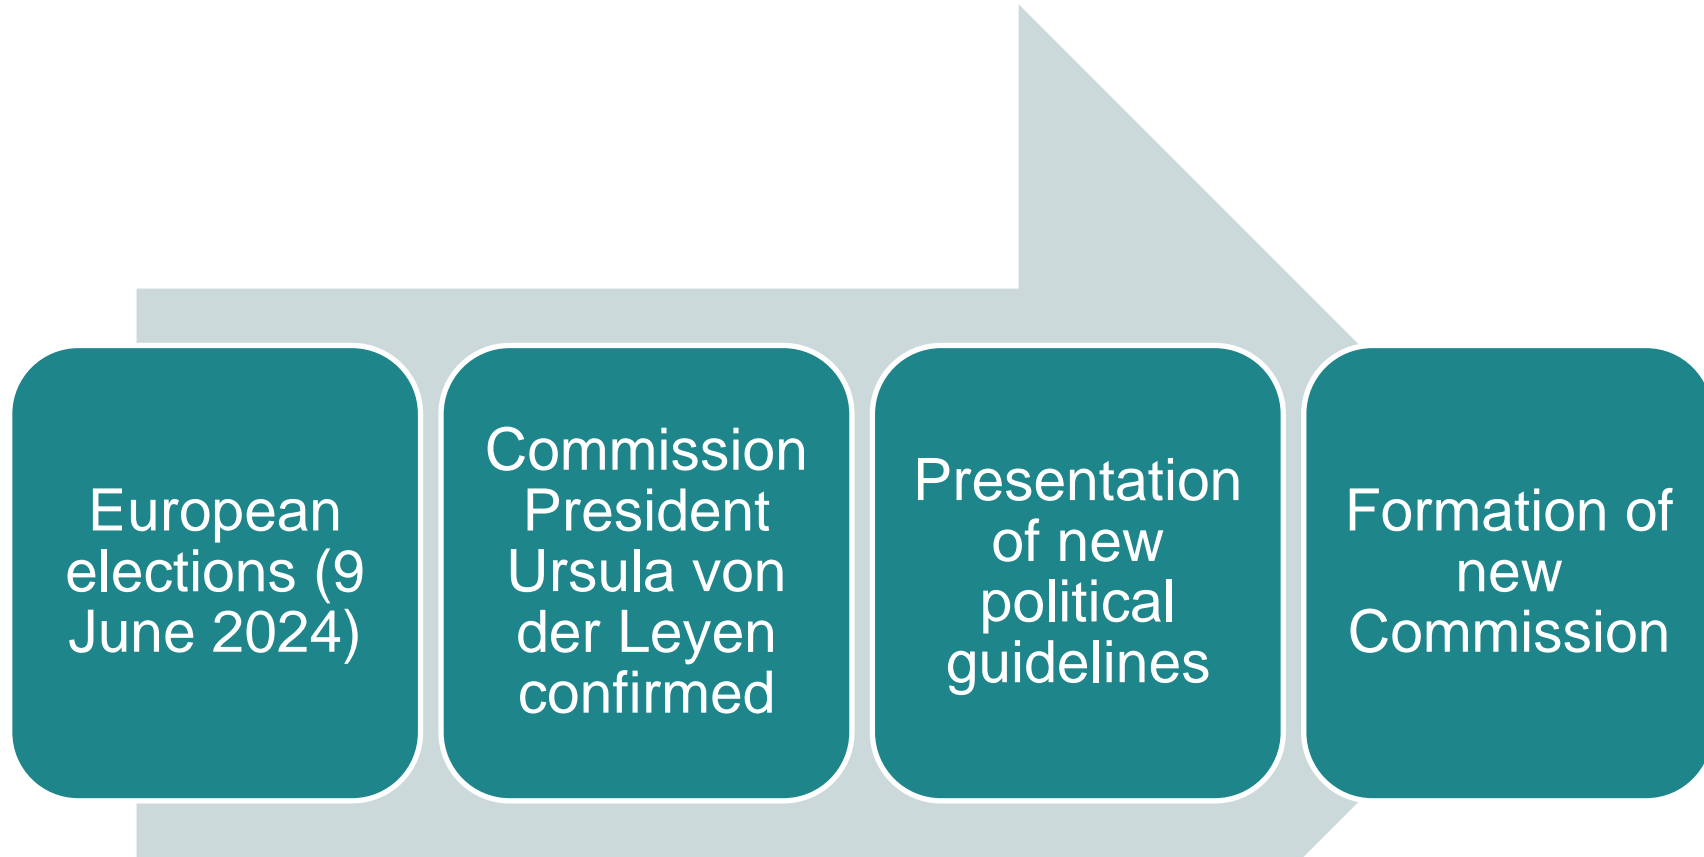 European
elections (9
June 2024)
Commission
President
Ursula von
der Leyen
confirmed
Presentation
of new
political
guidelines
Formation of
new
Commission